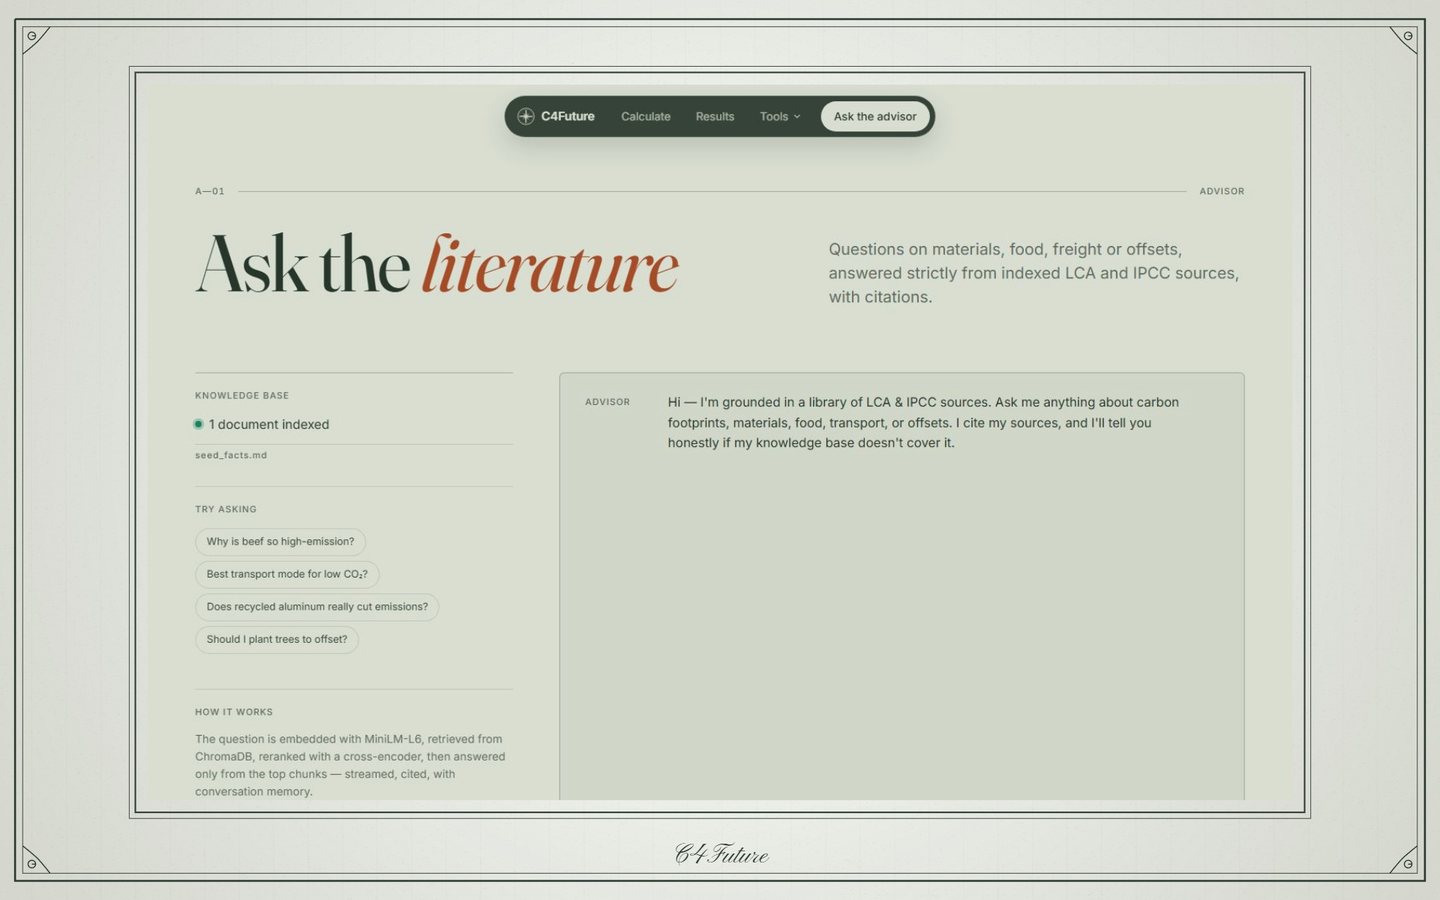 C4Future Calculate Results Tools Ask the advisor
A—01 ADVISOR
Ask the literature
Questions on materials, food, freight or offsets,
answered strictly from indexed LCA and IPCC sources,
with citations.
KNOWLEDGE BASE
1 document indexed
seed_facts.md
TRY ASKING
Why is beef so high-emission?
Best transport mode for low CO₂?
Does recycled aluminum really cut emissions?
Should I plant trees to offset?
HOW IT WORKS
The question is embedded with MiniLM-L6, retrieved from
ChromaDB, reranked with a cross-encoder, then answered
only from the top chunks — streamed, cited, with
conversation memory.
ADVISOR
Hi — I'm grounded in a library of LCA & IPCC sources. Ask me anything about carbon
footprints, materials, food, transport, or offsets. I cite my sources, and I'll tell you
honestly if my knowledge base doesn't cover it.
C4Future